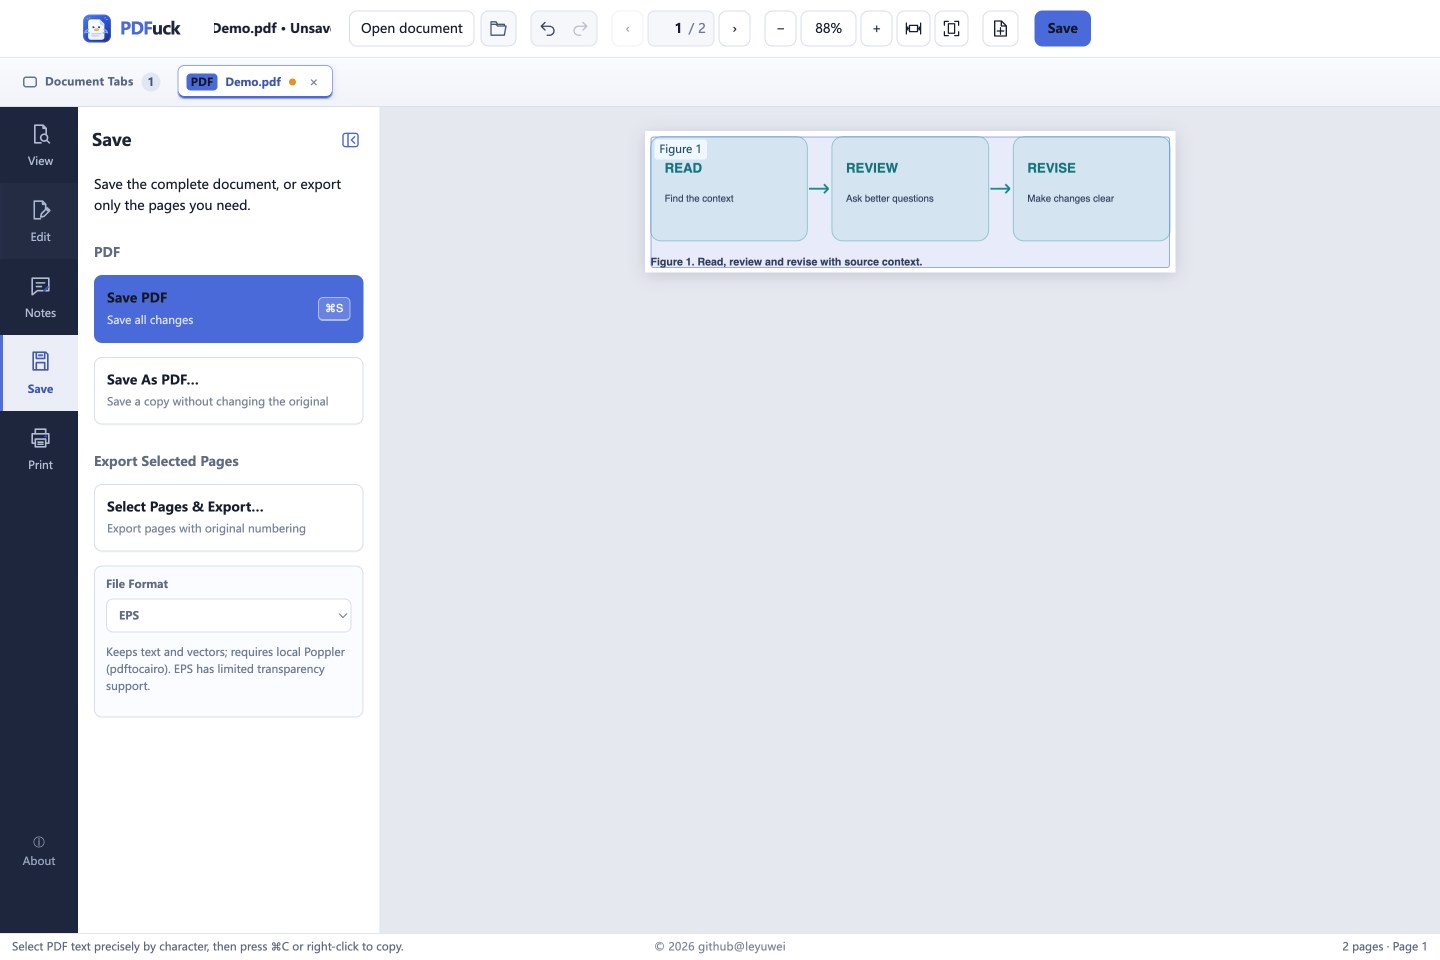 PDFuck
Demo.pdf • Unsav
Open document
1 / 2
88%
Save
Document Tabs 1
PDF Demo.pdf ×
View
Edit
Notes
Save
Print
About
Save
Save the complete document, or export
only the pages you need.
PDF
Save PDF
Save all changes
⌘S
Save As PDF...
Save a copy without changing the original
Export Selected Pages
Select Pages & Export...
Export pages with original numbering
File Format
EPS
Keeps text and vectors; requires local Poppler
(pdftocairo). EPS has limited transparency
support.
Figure 1
READ
Find the context
REVIEW
Ask better questions
REVISE
Make changes clear
Figure 1. Read, review and revise with source context.
Select PDF text precisely by character, then press ⌘C or right-click to copy.
© 2026 github@leyuwei
2 pages · Page 1